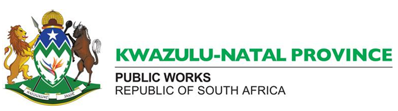 KWAZULU-NATAL PROVINCE
PUBLIC WORKS
REPUBLIC OF SOUTH AFRICA